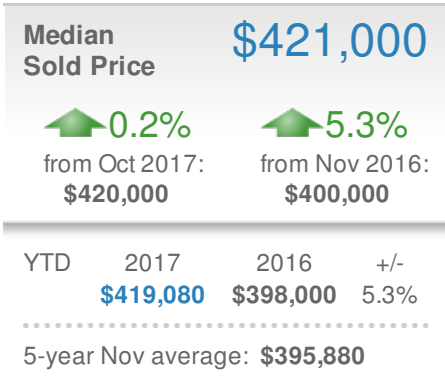 Median $421,000
Sold Price
0.2% 5.3%
from Oct 2017: from Nov 2016:
$420,000 $400,000
YTD 2017 2016 +/-
$419,080 $398,000 5.3%
5-year Nov average: $395,880